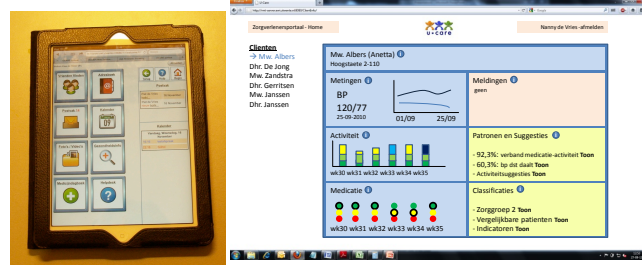 Postvak
Kalender
Kalender
09
Zorgverlenersportaal - Home
u-care
Nanny de Vries -afmelden
Clienten
→ Mw. Albers
Dhr. De Jong
Mw. Zandstra
Dhr. Gerritsen
Mw. Janssen
Dhr. Janssen
Mw. Albers (Anetta)
Hoogstaete 2-110
Metingen
BP
120/77
25-09-2010
01/09 25/09
Meldingen
geen
Activiteit
wk30 wk31 wk32 wk33 wk34 wk35
Patronen en Suggesties
- 92,3%: verband medicatie-activiteit Toon
- 60,3%: bp dst daalt Toon
- Activiteitsuggesties Toon
Medicatie
wk30 wk31 wk32 wk33 wk34 wk35
Classificaties
- Zorggroep 2 Toon
- Vergelijkbare patienten Toon
- Indicatoren Toon